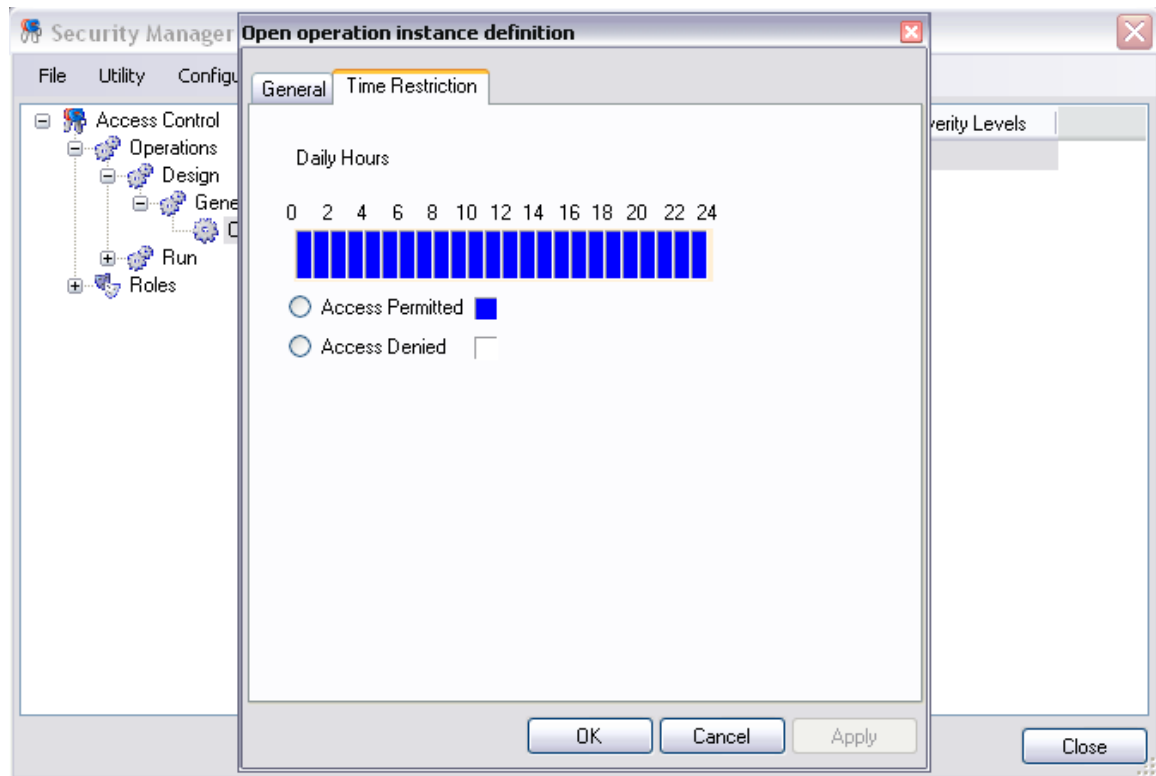 Security Manager
File Utility Configu
Access Control
Operations
Design
Gene
Run
Roles
Open operation instance definition
General Time Restriction
Daily Hours
0 2 4 6 8 10 12 14 16 18 20 22 24
Access Permitted
Access Denied
OK Cancel Apply
verity Levels
Close